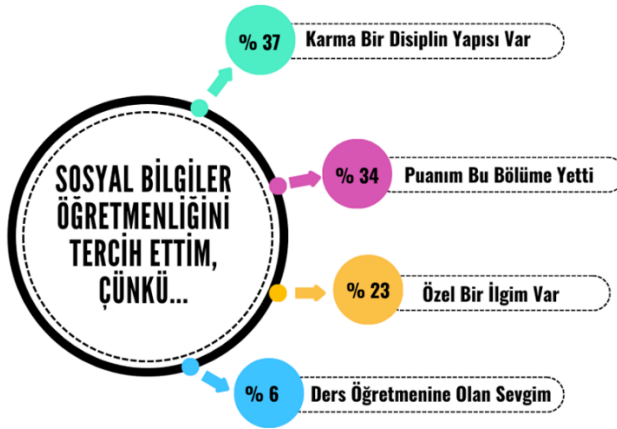 SOSYAL BİLGİLER
ÖĞRETMENLİĞİNİ
TERCİH ETTİM,
ÇÜNKÜ...
% 37 Karma Bir Disiplin Yapısı Var
% 34 Puanım Bu Bölüme Yetti
% 23 Özel Bir İlgim Var
% 6 Ders Öğretmenine Olan Sevgim